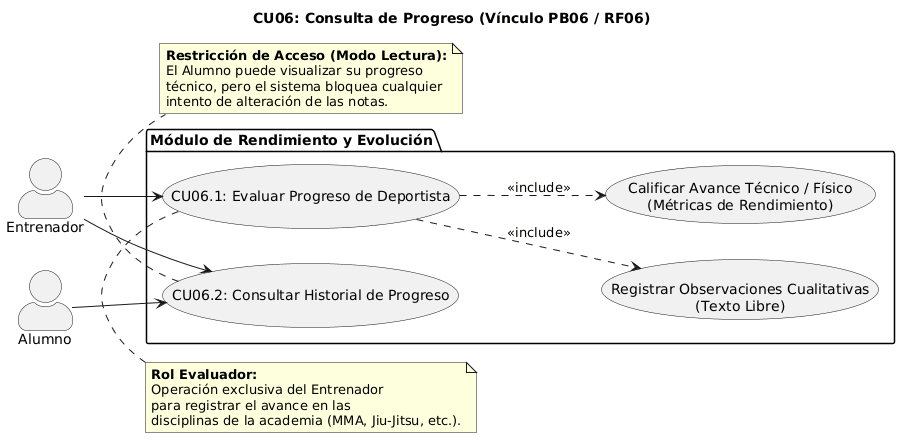 CU06: Consulta de Progreso (Vínculo PB06 / RF06)
Restricción de Acceso (Modo Lectura):
El Alumno puede visualizar su progreso
técnico, pero el sistema bloquea cualquier
intento de alteración de las notas.
Módulo de Rendimiento y Evolución
Entrenador
Alumno
CU06.1: Evaluar Progreso de Deportista
«include»
Calificar Avance Técnico / Físico
(Métricas de Rendimiento)
«include»
CU06.2: Consultar Historial de Progreso
Registrar Observaciones Cualitativas
(Texto Libre)
Rol Evaluador:
Operación exclusiva del Entrenador
para registrar el avance en las
disciplinas de la academia (MMA, Jiu-Jitsu, etc.).